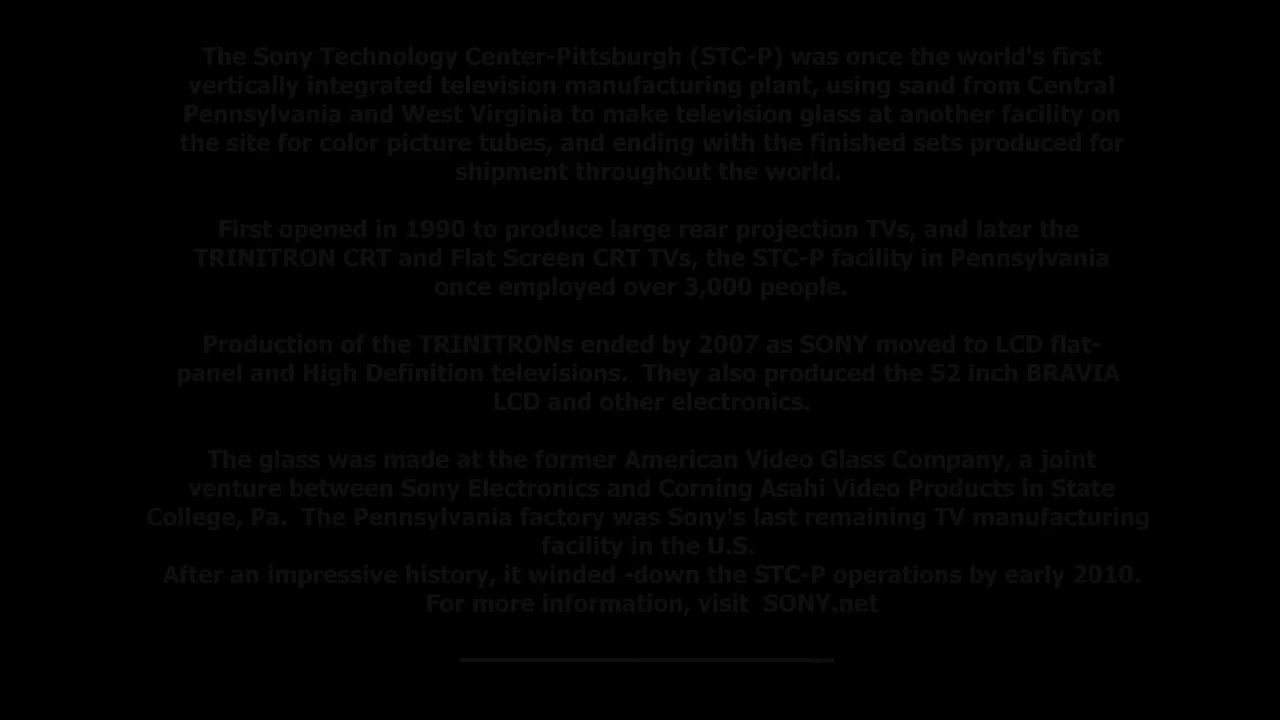 The Sony Technology Center-Pittsburgh (STC-P) was once the world's first
vertically integrated television manufacturing plant, using sand from Central
Pennsylvania and West Virginia to make television glass at another facility on
the site for color picture tubes, and ending with the finished sets produced for
shipment throughout the world.
First opened in 1990 to produce large rear projection TVs, and later the
TRINITRON CRT and Flat Screen CRT TVs, the STC-P facility in Pennsylvania
once employed over 3,000 people.
Production of the TRINITRONs ended by 2007 as SONY moved to LCD flat-
panel and High Definition televisions.  They also produced the 52 inch BRAVIA
LCD and other electronics.
The glass was made at the former American Video Glass Company, a joint
venture between Sony Electronics and Corning Asahi Video Products in State
College, Pa.  The Pennsylvania factory was Sony's last remaining TV manufacturing
facility in the U.S.
After an impressive history, it winded -down the STC-P operations by early 2010.
For more information, visit  SONY.net